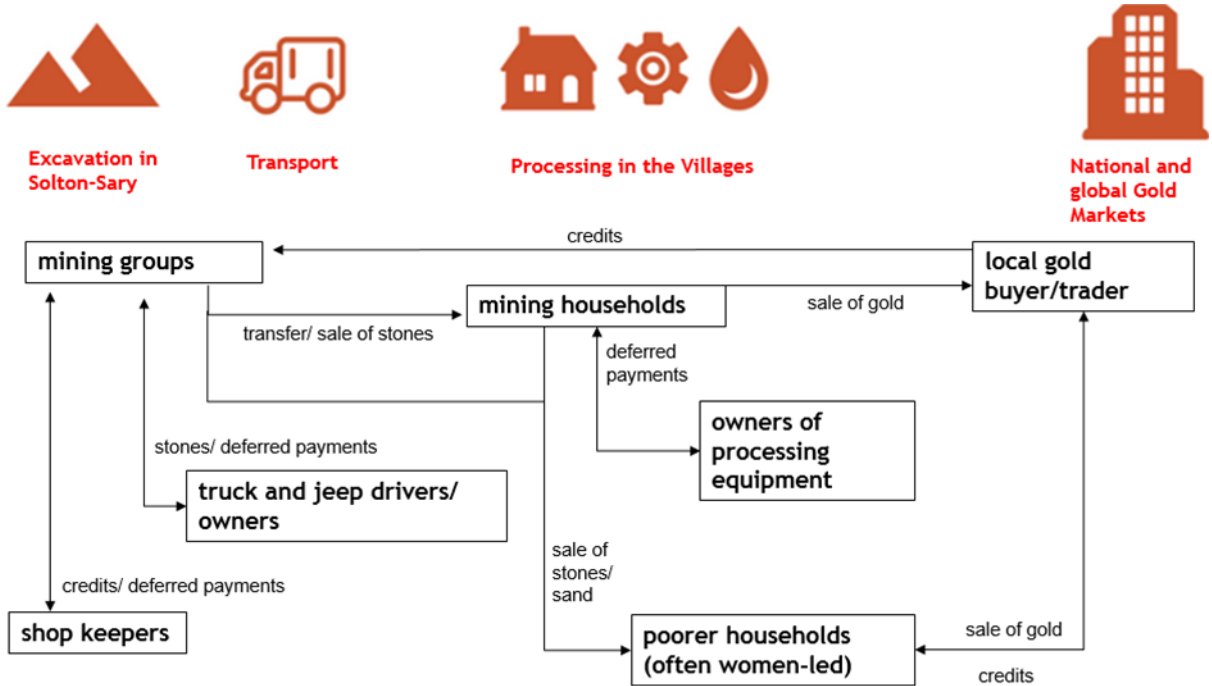 Excavation in
Solton-Sary
Transport
Processing in the Villages
National and
global Gold
Markets
credits
mining groups
local gold
buyer/trader
mining households
sale of gold
transfer/ sale of stones
deferred
payments
owners of
processing
equipment
stones/ deferred payments
truck and jeep drivers/
owners
sale of
stones/
sand
credits/ deferred payments
shop keepers
poorer households
(often women-led)
sale of gold
credits